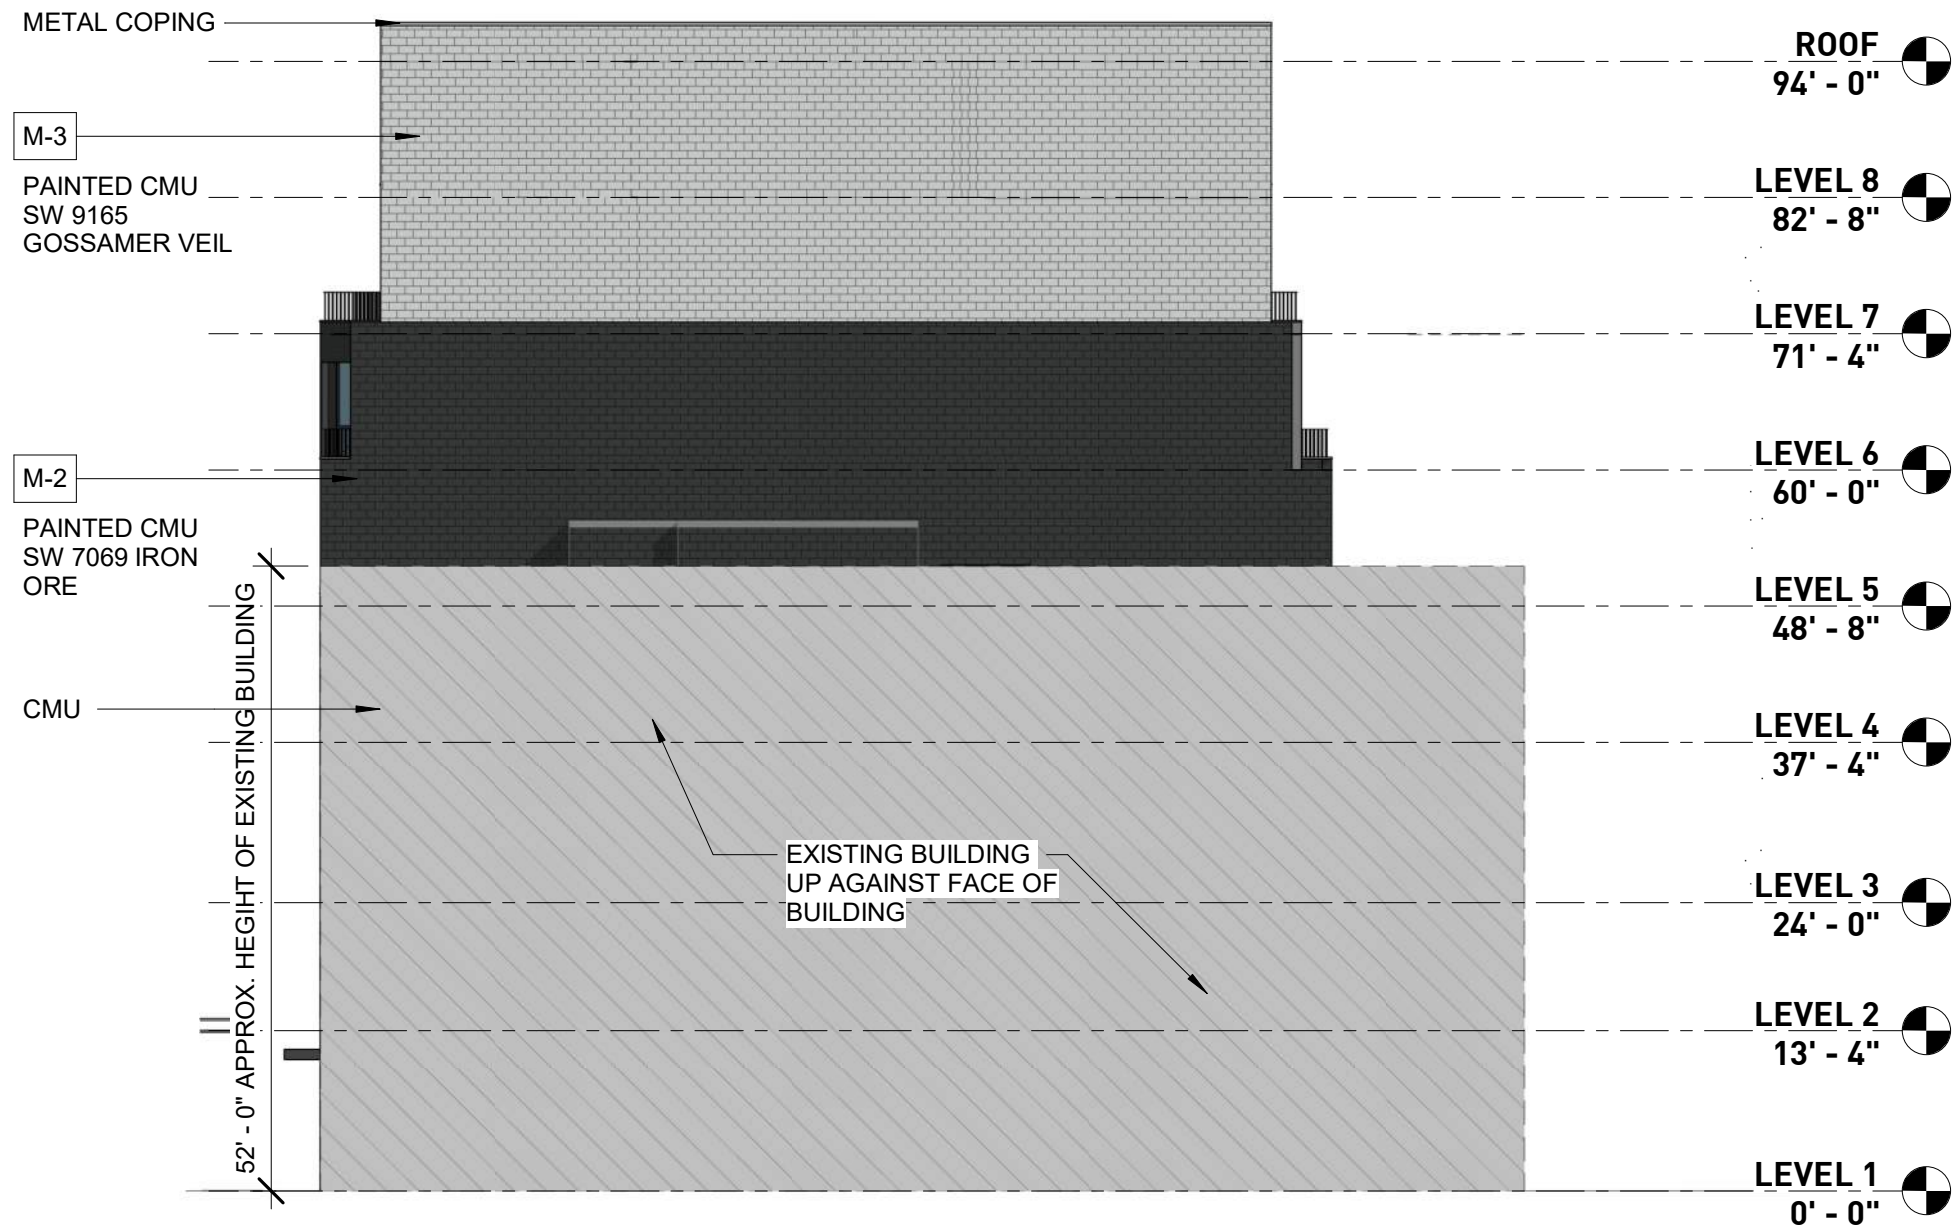 METAL COPING
ROOF
94' - 0"
M-3
PAINTED CMU
SW 9165
GOSSAMER VEIL
LEVEL 8
82' - 8"
LEVEL 7
71' - 4"
LEVEL 6
60' - 0"
M-2
PAINTED CMU
SW 7069 IRON
ORE
LEVEL 5
48' - 8"
52' - 0" APPROX. HEGIHT OF EXISTING BUILDING
CMU
LEVEL 4
37' - 4"
EXISTING BUILDING
UP AGAINST FACE OF
BUILDING
LEVEL 3
24' - 0"
LEVEL 2
13' - 4"
LEVEL 1
0' - 0"